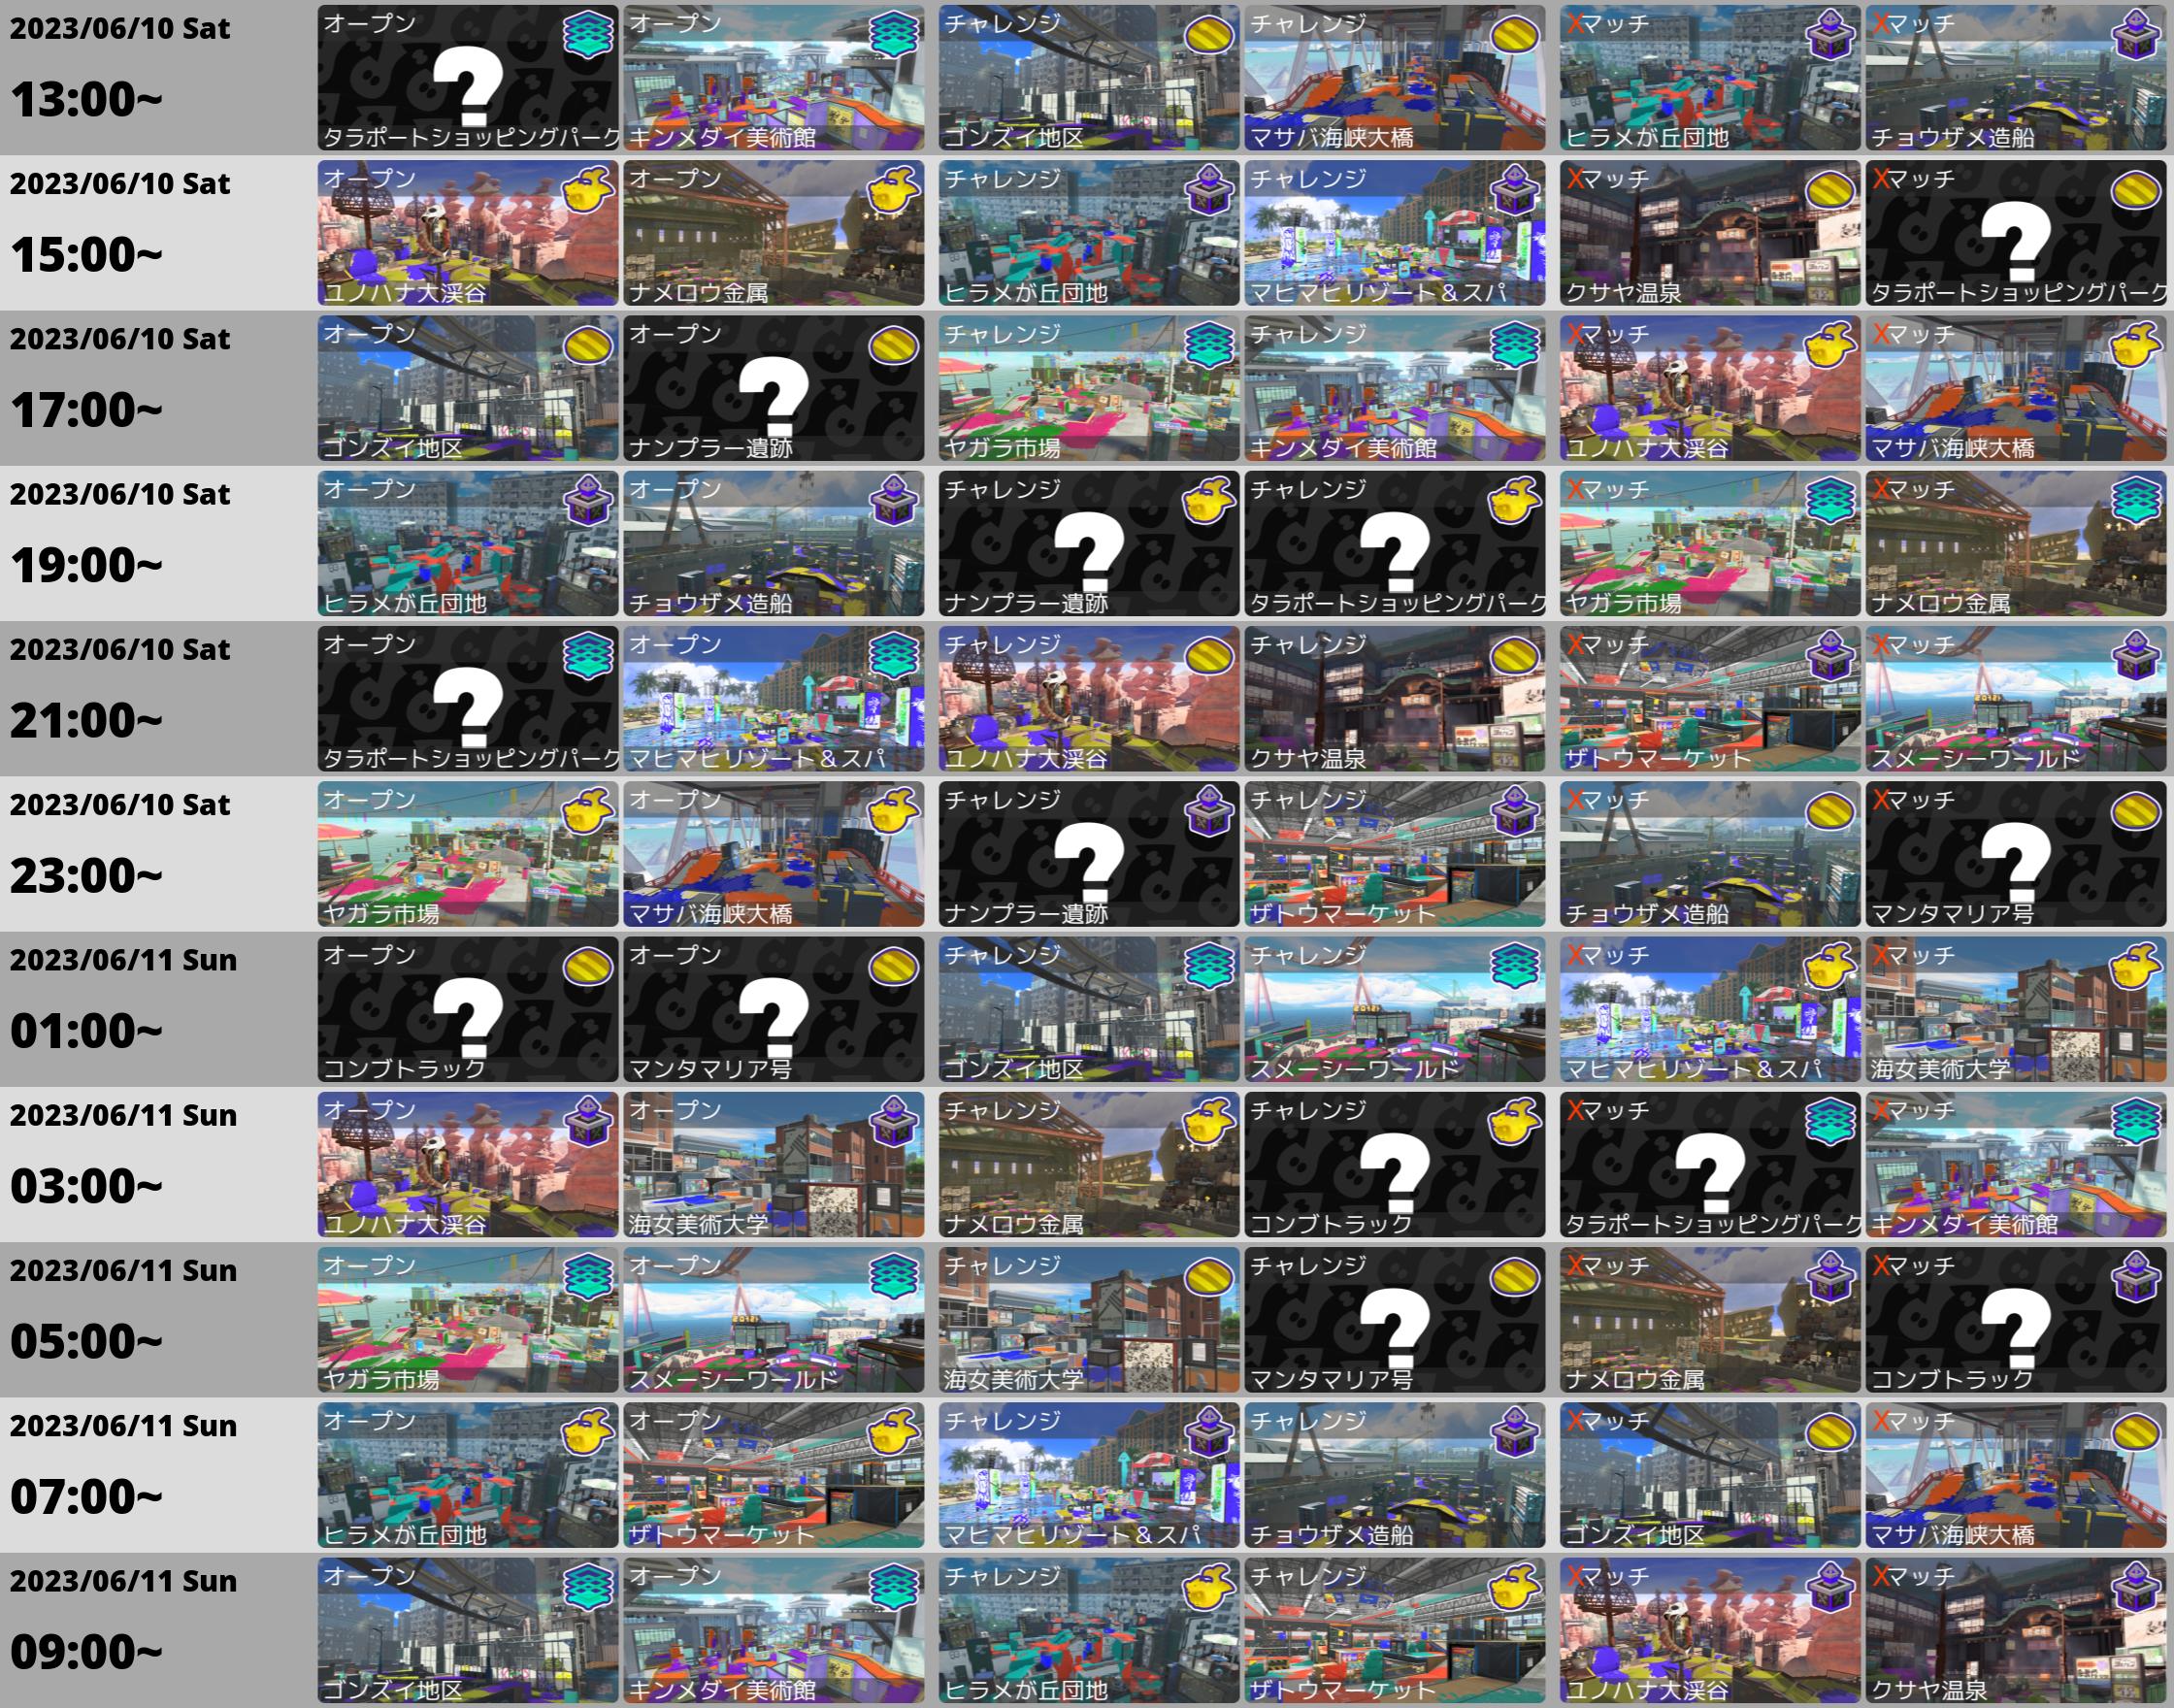 2023/06/10 Sat
13:00~
オープン
タラポートショッピングパーク
オープン
キンメダイ美術館
チャレンジ
ゴンズイ地区
チャレンジ
マサバ海峡大橋
Xマッチ
ヒラメが丘団地
Xマッチ
チョウザメ造船
2023/06/10 Sat
15:00~
オープン
ユノハナ大渓谷
オープン
ナメロウ金属
チャレンジ
ヒラメが丘団地
チャレンジ
マヒマヒリゾート&スパ
Xマッチ
クサヤ温泉
Xマッチ
タラポートショッピングパーク
2023/06/10 Sat
17:00~
オープン
ゴンズイ地区
オープン
ナンプラー遺跡
チャレンジ
ヤガラ市場
チャレンジ
キンメダイ美術館
Xマッチ
ユノハナ大渓谷
Xマッチ
マサバ海峡大橋
2023/06/10 Sat
19:00~
オープン
ヒラメが丘団地
オープン
チョウザメ造船
チャレンジ
ナンプラー遺跡
チャレンジ
タラポートショッピングパーク
Xマッチ
ヤガラ市場
Xマッチ
ナメロウ金属
2023/06/10 Sat
21:00~
オープン
タラポートショッピングパーク
オープン
マヒマヒリゾート&スパ
チャレンジ
ユノハナ大渓谷
チャレンジ
クサヤ温泉
Xマッチ
ザトウマーケット
Xマッチ
スメーシーワールド
2023/06/10 Sat
23:00~
オープン
ヤガラ市場
オープン
マサバ海峡大橋
チャレンジ
ナンプラー遺跡
チャレンジ
ザトウマーケット
Xマッチ
チョウザメ造船
Xマッチ
マンタマリア号
2023/06/11 Sun
01:00~
オープン
コンブトラック
オープン
マンタマリア号
チャレンジ
ゴンズイ地区
チャレンジ
スメーシーワールド
Xマッチ
マヒマヒリゾート&スパ
Xマッチ
海女美術大学
2023/06/11 Sun
03:00~
オープン
ユノハナ大渓谷
オープン
海女美術大学
チャレンジ
ナメロウ金属
チャレンジ
コンブトラック
Xマッチ
タラポートショッピングパーク
Xマッチ
キンメダイ美術館
2023/06/11 Sun
05:00~
オープン
ヤガラ市場
オープン
スメーシーワールド
チャレンジ
海女美術大学
チャレンジ
マンタマリア号
Xマッチ
ナメロウ金属
Xマッチ
コンブトラック
2023/06/11 Sun
07:00~
オープン
ヒラメが丘団地
オープン
ザトウマーケット
チャレンジ
マヒマヒリゾート&スパ
チャレンジ
チョウザメ造船
Xマッチ
ゴンズイ地区
Xマッチ
マサバ海峡大橋
2023/06/11 Sun
09:00~
オープン
ゴンズイ地区
オープン
キンメダイ美術館
チャレンジ
ヒラメが丘団地
チャレンジ
ザトウマーケット
Xマッチ
ユノハナ大渓谷
Xマッチ
クサヤ温泉